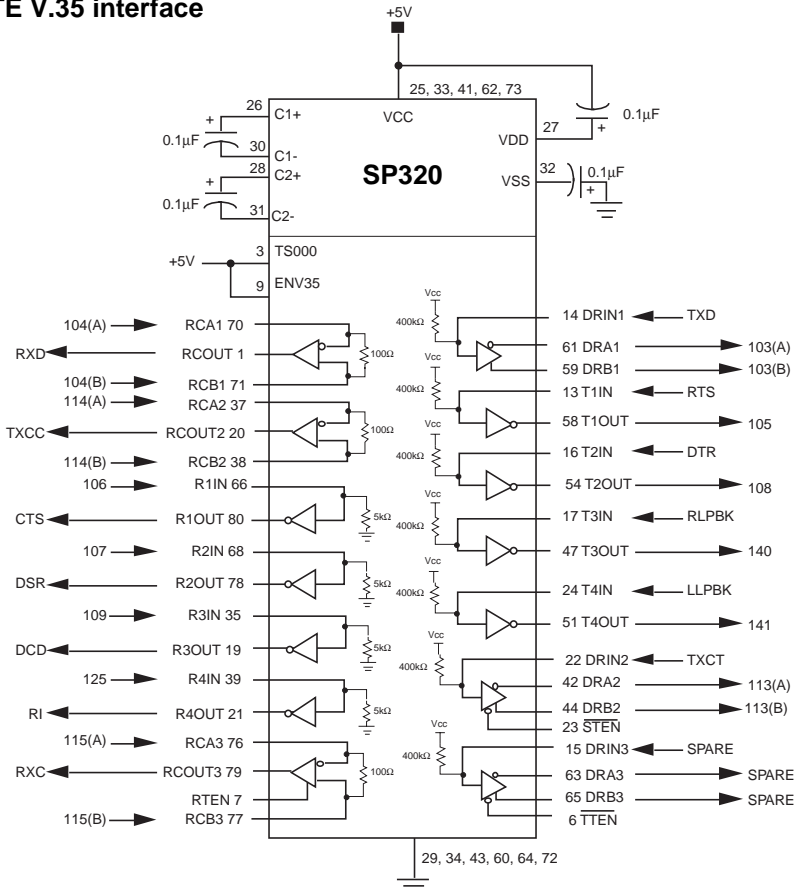 TE V.35 interface
+5V
25, 33, 41, 62, 73
VCC
26 C1+
+
0.1µF
30 C1-
28 C2+
+
0.1µF
31 C2-
SP320
VDD 27
+
0.1µF
VSS 32
0.1µF
+
+5V
3 TS000
9 ENV35
104(A) RCA1 70
RXD RCOUT 1
100Ω
104(B) RCB1 71
114(A) RCA2 37
TXCC RCOUT2 20
100Ω
114(B) RCB2 38
106 R1IN 66
CTS R1OUT 80
5kΩ
107 R2IN 68
DSR R2OUT 78
5kΩ
109 R3IN 35
DCD R3OUT 19
5kΩ
125 R4IN 39
RI R4OUT 21
5kΩ
115(A) RCA3 76
RXC RCOUT3 79
100Ω
RTEN 7
115(B) RCB3 77
Vcc
400kΩ
14 DRIN1 TXD
61 DRA1 103(A)
59 DRB1 103(B)
Vcc
400kΩ
13 T1IN RTS
58 T1OUT 105
Vcc
400kΩ
16 T2IN DTR
54 T2OUT 108
Vcc
400kΩ
17 T3IN RLPBK
47 T3OUT 140
Vcc
400kΩ
24 T4IN LLPBK
51 T4OUT 141
Vcc
400kΩ
22 DRIN2 TXCT
42 DRA2 113(A)
44 DRB2 113(B)
23 STEN
Vcc
400kΩ
15 DRIN3 SPARE
63 DRA3 SPARE
65 DRB3 SPARE
6 TTEN
29, 34, 43, 60, 64, 72